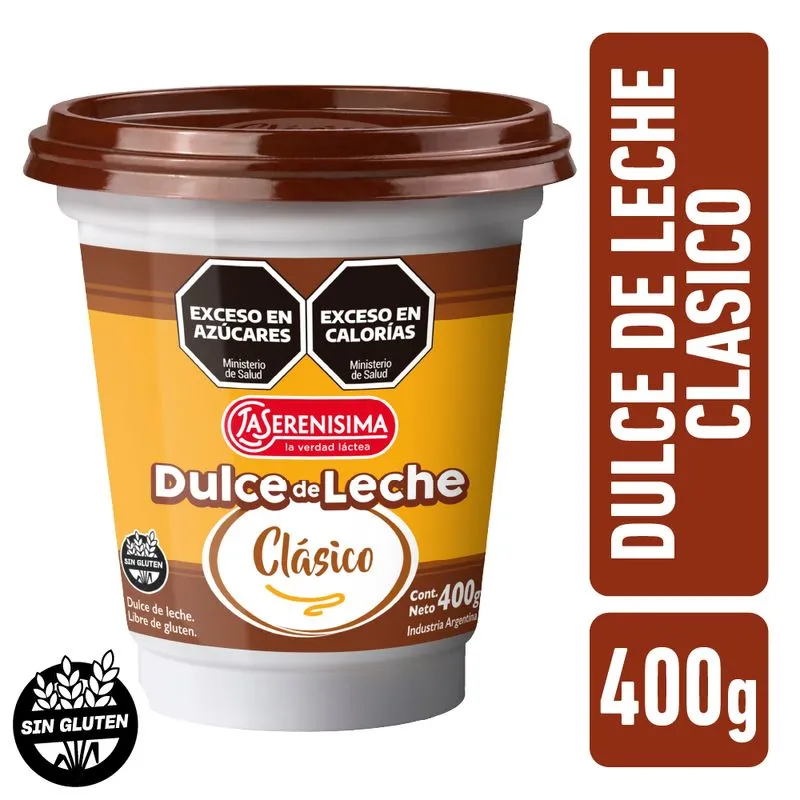 Clásico
EXCESO EN
AZÚCARES
Ministerio
de Salud
EXCESO EN
CALORÍAS
Ministerio
de Salud
LASERENISIMA
la verdad láctea
Dulce de Leche
Clásico
SIN GLUTEN
Dulce de leche.
Libre de gluten.
Cont.
Neto 400g
Industria Argentina.
SIN GLUTEN
DULCE DE LECHE
CLASICO
400g